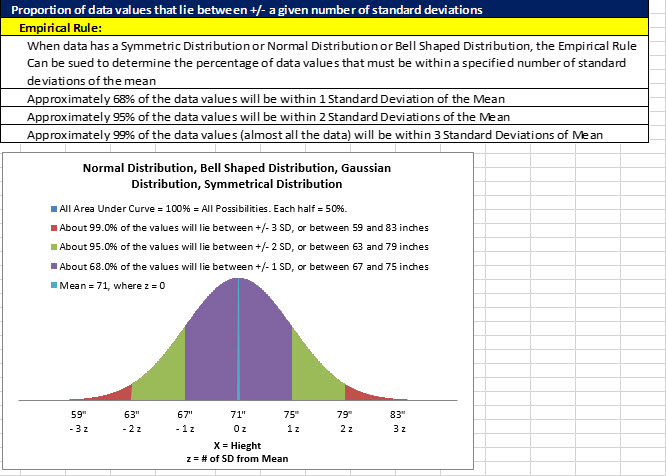 Proportion of data values that lie between +/- a given number of standard deviations
Empirical Rule:
When data has a Symmetric Distribution or Normal Distribution or Bell Shaped Distribution, the Empirical Rule
Can be sued to determine the percentage of data values that must be within a specified number of standard
deviations of the mean
Approximately 68% of the data values will be within 1 Standard Deviation of the Mean
Approximately 95% of the data values will be within 2 Standard Deviations of the Mean
Approximately 99% of the data values (almost all the data) will be within 3 Standard Deviations of Mean
Normal Distribution, Bell Shaped Distribution, Gaussian
Distribution, Symmetrical Distribution
All Area Under Curve = 100% = All Possibilities. Each half = 50%.
About 99.0% of the values will lie between +/- 3 SD, or between 59 and 83 inches
About 95.0% of the values will lie between +/- 2 SD, or between 63 and 79 inches
About 68.0% of the values will lie between +/- 1 SD, or between 67 and 75 inches
Mean = 71, where z = 0
59" 63" 67" 71" 75" 79" 83"
- 3 z - 2 z - 1 z 0 z 1 z 2 z 3 z
X = Hieght
z = # of SD from Mean